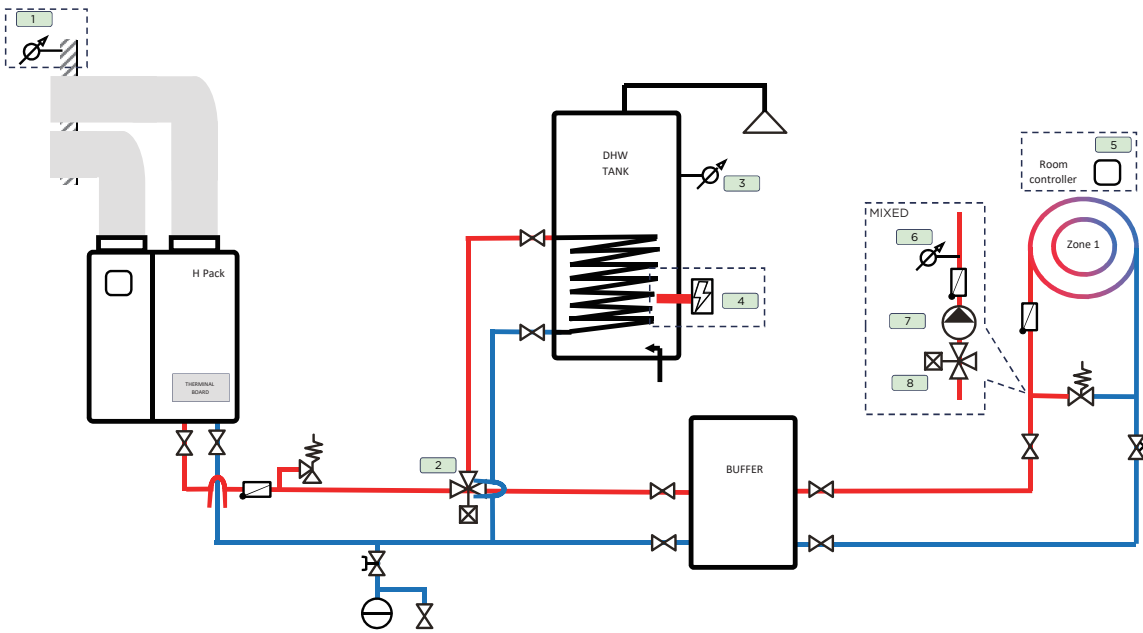 1
DHW
TANK
3
5
Room
controller
MIXED
6
Zone 1
H Pack
4
7
THERMINAL
BOARD
8
2
BUFFER